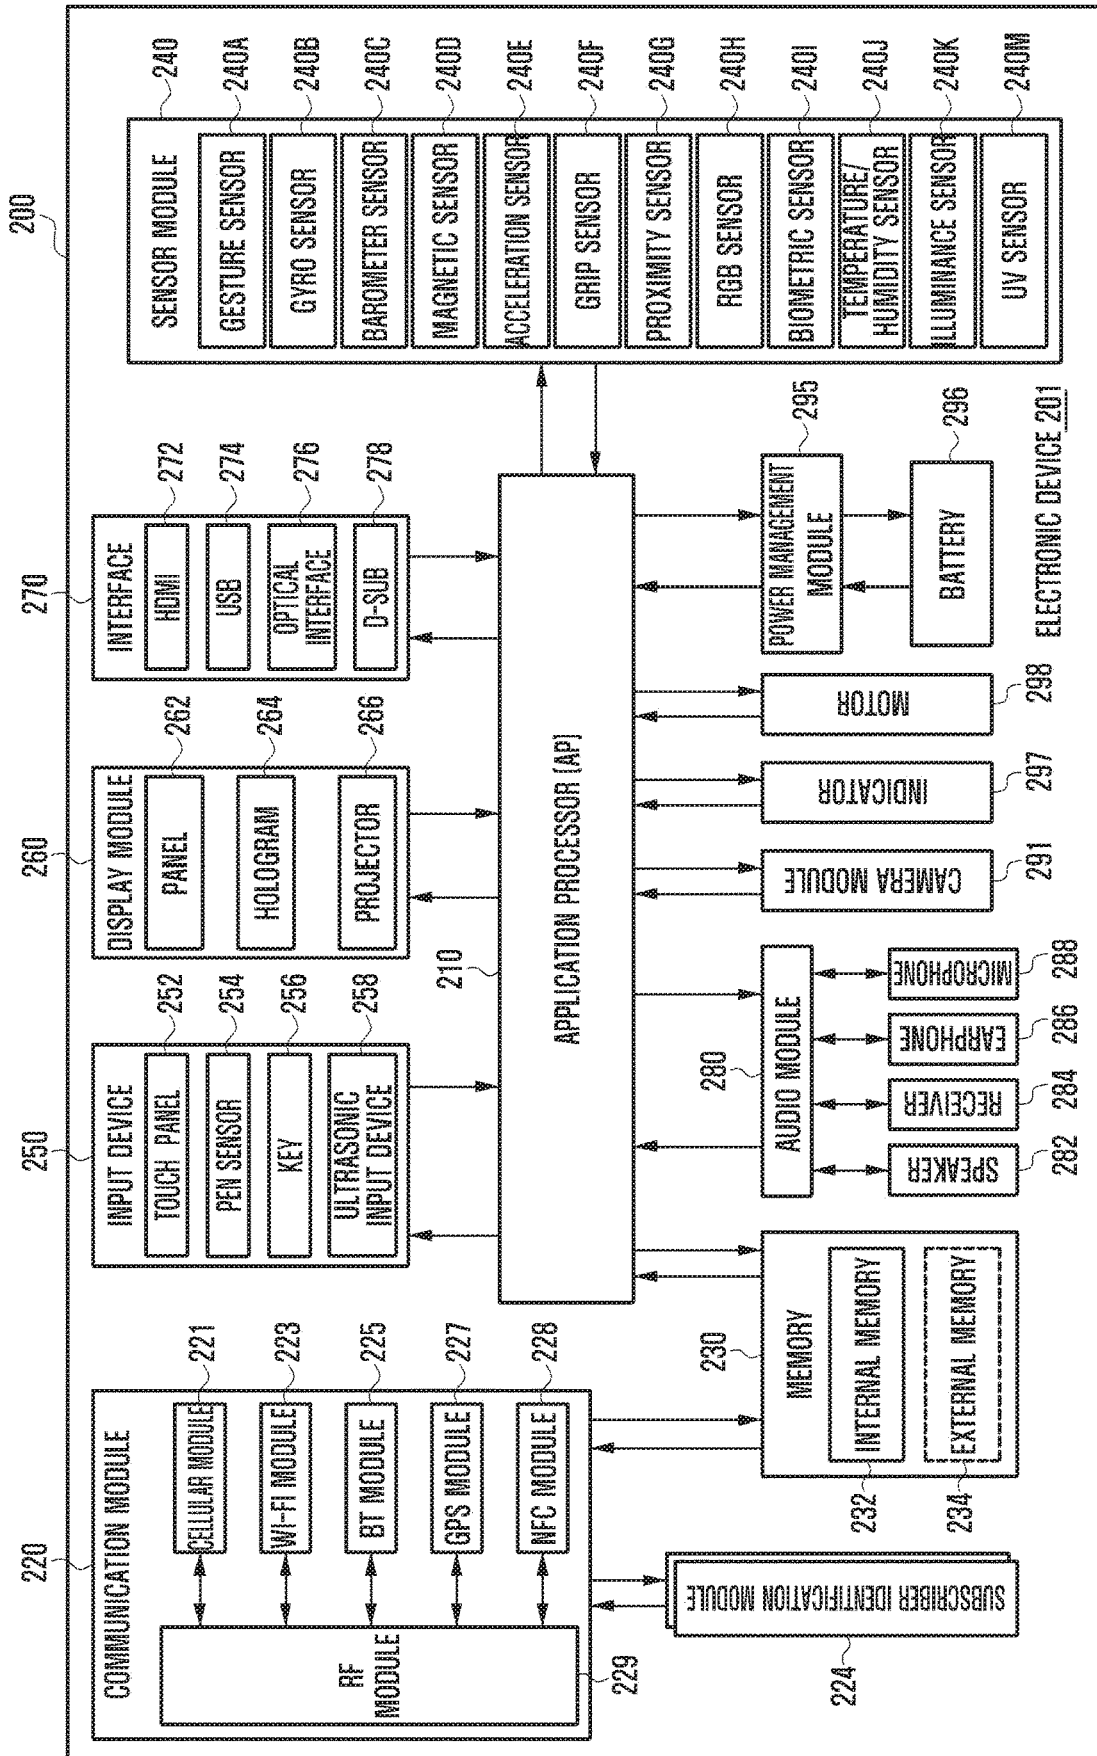 200
COMMUNICATION MODULE
220
CELLULAR MODULE
221
WI-FI MODULE
223
BT MODULE
225
GPS MODULE
227
NFC MODULE
228
RF
MODULE
229
SUBSCRIBER IDENTIFICATION MODULE
224
INPUT DEVICE
250
TOUCH PANEL
252
PEN SENSOR
254
KEY
256
ULTRASONIC
INPUT DEVICE
258
DISPLAY MODULE
260
PANEL
262
HOLOGRAM
264
PROJECTOR
266
INTERFACE
270
HDMI
272
USB
274
OPTICAL
INTERFACE
276
D-SUB
278
SENSOR MODULE
240
GESTURE SENSOR
240A
GYRO SENSOR
240B
BAROMETER SENSOR
240C
MAGNETIC SENSOR
240D
ACCELERATION SENSOR
240E
GRIP SENSOR
240F
PROXIMITY SENSOR
240G
RGB SENSOR
240H
BIOMETRIC SENSOR
240I
TEMPERATURE/
HUMIDITY SENSOR
240J
ILLUMINANCE SENSOR
240K
UV SENSOR
240M
210
APPLICATION PROCESSOR (AP)
MEMORY
230
INTERNAL MEMORY
232
EXTERNAL MEMORY
234
AUDIO MODULE
280
SPEAKER
282
RECEIVER
284
EARPHONE
286
MICROPHONE
288
CAMERA MODULE
291
INDICATOR
297
MOTOR
298
POWER MANAGEMENT
MODULE
295
BATTERY
296
ELECTRONIC DEVICE 201